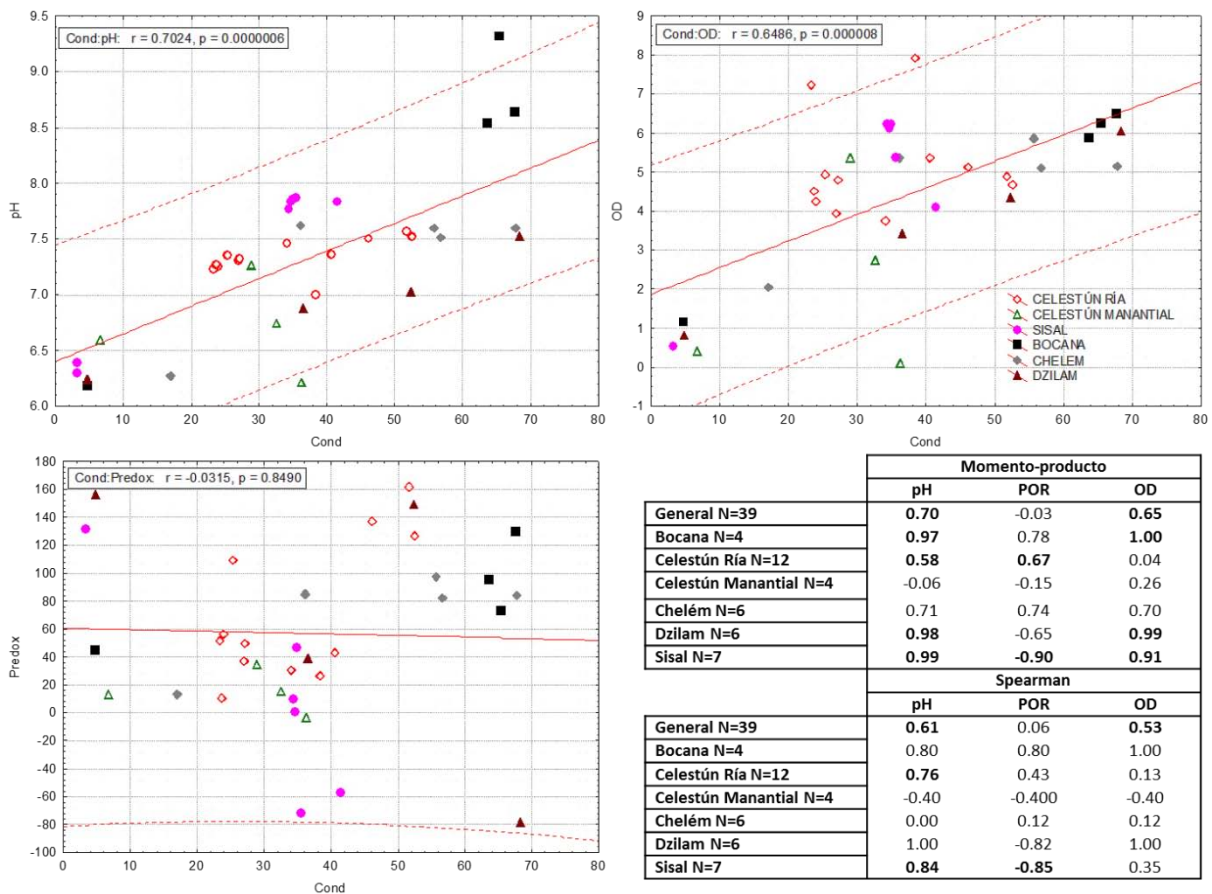 Cond:pH: r = 0.7024, p = 0.0000006
9.5
9.0
8.5
8.0
7.5
7.0
6.5
6.0
pH
0 10 20 30 40 50 60 70 80
Cond
Cond:OD: r = 0.6486, p = 0.000008
9
8
7
6
5
4
3
2
1
0
-1
OD
CELESTÚN RÍA
CELESTÚN MANANTIAL
SISAL
BOCANA
CHELEM
DZILAM
0 10 20 30 40 50 60 70 80
Cond
Cond:Predox: r = -0.0315, p = 0.8490
180
160
140
120
100
80
60
40
20
0
-20
-40
-60
-80
-100
Predox
0 10 20 30 40 50 60 70 80
Cond
Momento-producto
pH POR OD
General N=39 0.70 -0.03 0.65
Bocana N=4 0.97 0.78 1.00
Celestún Ría N=12 0.58 0.67 0.04
Celestún Manantial N=4 -0.06 -0.15 0.26
Chelém N=6 0.71 0.74 0.70
Dzilam N=6 0.98 -0.65 0.99
Sisal N=7 0.99 -0.90 0.91
Spearman
pH POR OD
General N=39 0.61 0.06 0.53
Bocana N=4 0.80 0.80 1.00
Celestún Ría N=12 0.76 0.43 0.13
Celestún Manantial N=4 -0.40 -0.400 -0.40
Chelém N=6 0.00 0.12 0.12
Dzilam N=6 1.00 -0.82 1.00
Sisal N=7 0.84 -0.85 0.35